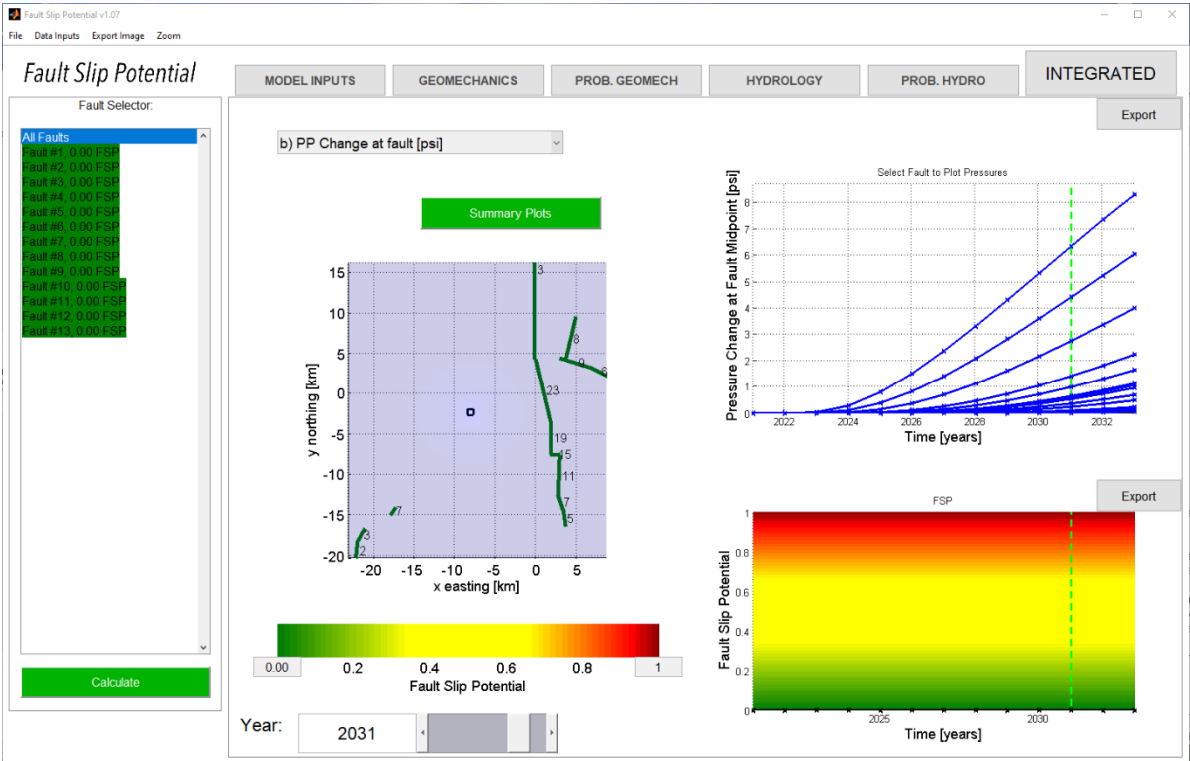 Fault Slip Potential v1.07
File Data Inputs Export Image Zoom
Fault Slip Potential
MODEL INPUTS
GEOMECHANICS
PROB. GEOMECH
HYDROLOGY
PROB. HYDRO
INTEGRATED
Fault Selector:
All Faults
Fault #1, 0.00 FSP
Fault #2, 0.00 FSP
Fault #3, 0.00 FSP
Fault #4, 0.00 FSP
Fault #5, 0.00 FSP
Fault #6, 0.00 FSP
Fault #7, 0.00 FSP
Fault #8, 0.00 FSP
Fault #9, 0.00 FSP
Fault #10, 0.00 FSP
Fault #11, 0.00 FSP
Fault #12, 0.00 FSP
Fault #13, 0.00 FSP
Calculate
b) PP Change at fault [psi]
Summary Plots
15
10
5
0
-5
-10
-15
-20
y northing [km]
3
8
9
6
23
19
15
11
7
5
7
3
2
-20 -15 -10 -5 0 5
x easting [km]
0.00 0.2 0.4 0.6 0.8 1
Fault Slip Potential
Year: 2031
Export
Select Fault to Plot Pressures
Pressure Change at Fault Midpoint [psi]
8
7
6
5
4
3
2
1
0
2022 2024 2026 2028 2030 2032
Time [years]
Export
FSP
Fault Slip Potential
1
0.8
0.6
0.4
0.2
0
2025 2030
Time [years]